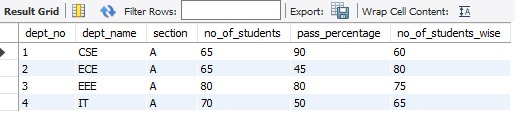 Result Grid Filter Rows: Export: Wrap Cell Content:
dept_no dept_name section no_of_students pass_percentage no_of_students_wise
1 CSE A 65 90 60
2 ECE A 65 45 80
3 EEE A 80 80 75
4 IT A 70 50 65